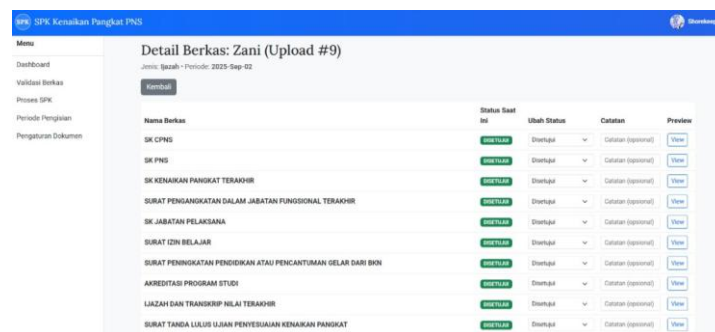 SPK SPK Kenaikan Pangkat PNS
Shorekeep
Menu
Dashboard
Validasi Berkas
Proses SPK
Periode Pengisian
Pengaturan Dokumen
Detail Berkas: Zani (Upload #9)
Jenis: Ijazah - Periode: 2025-Sep-02
Kembali
Nama Berkas Status Saat Ini Ubah Status Catatan Preview
SK CPNS DISETUJUI Disetujui Catatan (opsional) View
SK PNS DISETUJUI Disetujui Catatan (opsional) View
SK KENAIKAN PANGKAT TERAKHIR DISETUJUI Disetujui Catatan (opsional) View
SURAT PENGANGKATAN DALAM JABATAN FUNGSIONAL TERAKHIR DISETUJUI Disetujui Catatan (opsional) View
SK JABATAN PELAKSANA DISETUJUI Disetujui Catatan (opsional) View
SURAT IZIN BELAJAR DISETUJUI Disetujui Catatan (opsional) View
SURAT PENINGKATAN PENDIDIKAN ATAU PENCANTUMAN GELAR DARI BKN DISETUJUI Disetujui Catatan (opsional) View
AKREDITASI PROGRAM STUDI DISETUJUI Disetujui Catatan (opsional) View
IJAZAH DAN TRANSKRIP NILAI TERAKHIR DISETUJUI Disetujui Catatan (opsional) View
SURAT TANDA LULUS UJIAN PENYESUAIAN KENAIKAN PANGKAT DISETUJUI Disetujui Catatan (opsional) View